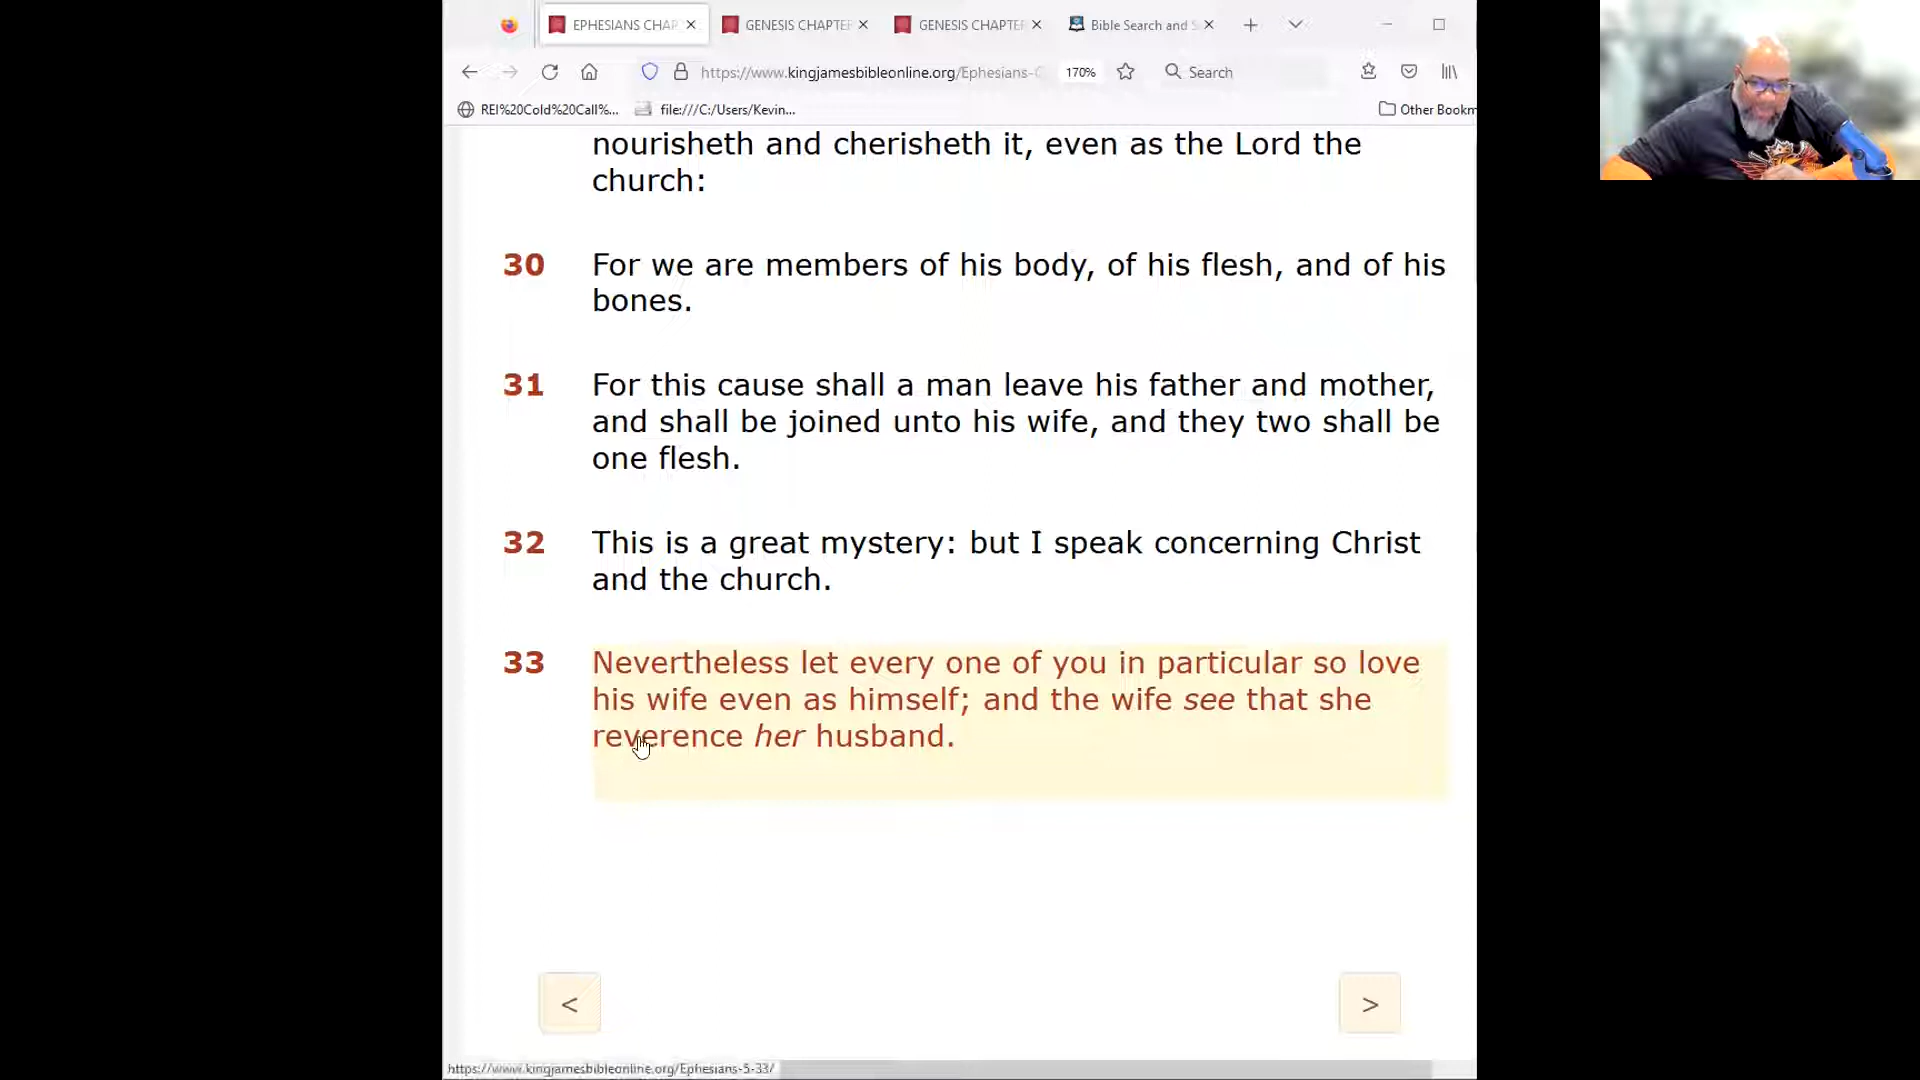 EPHESIANS CHAP
GENESIS CHAPTER
GENESIS CHAPTE
Bible Search and S
https://www.kingjamesbibleonline.org/Ephesians-
170%
Search
REI%20Cold%20Call%...
file:///C:/Users/Kevin...
Other Bookm
nourisheth and cherisheth it, even as the Lord the
church:
30 For we are members of his body, of his flesh, and of his
bones.
31 For this cause shall a man leave his father and mother,
and shall be joined unto his wife, and they two shall be
one flesh.
32 This is a great mystery: but I speak concerning Christ
and the church.
33 Nevertheless let every one of you in particular so love
his wife even as himself; and the wife see that she
reverence her husband.
<
>
https://www.kingjamesbibleonline.org/Ephesians-5-33/